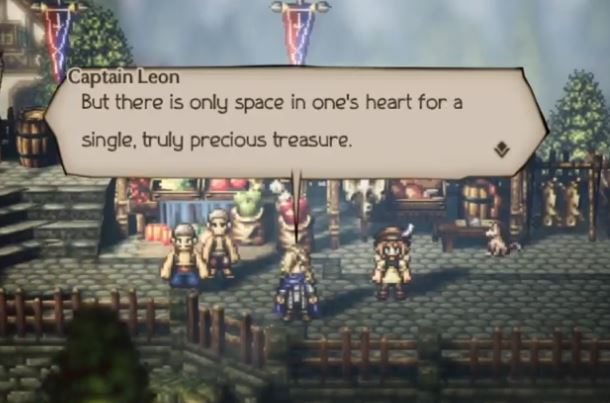 Captain Leon
But there is only space in one's heart for a
single, truly precious treasure.